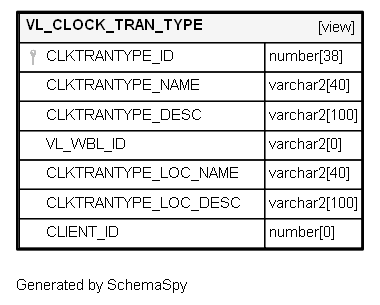 VL_CLOCK_TRAN_TYPE [view]
CLKTRANTYPE_ID number[38]
CLKTRANTYPE_NAME varchar2[40]
CLKTRANTYPE_DESC varchar2[100]
VL_WBL_ID varchar2[0]
CLKTRANTYPE_LOC_NAME varchar2[40]
CLKTRANTYPE_LOC_DESC varchar2[100]
CLIENT_ID number[0]
Generated by SchemaSpy